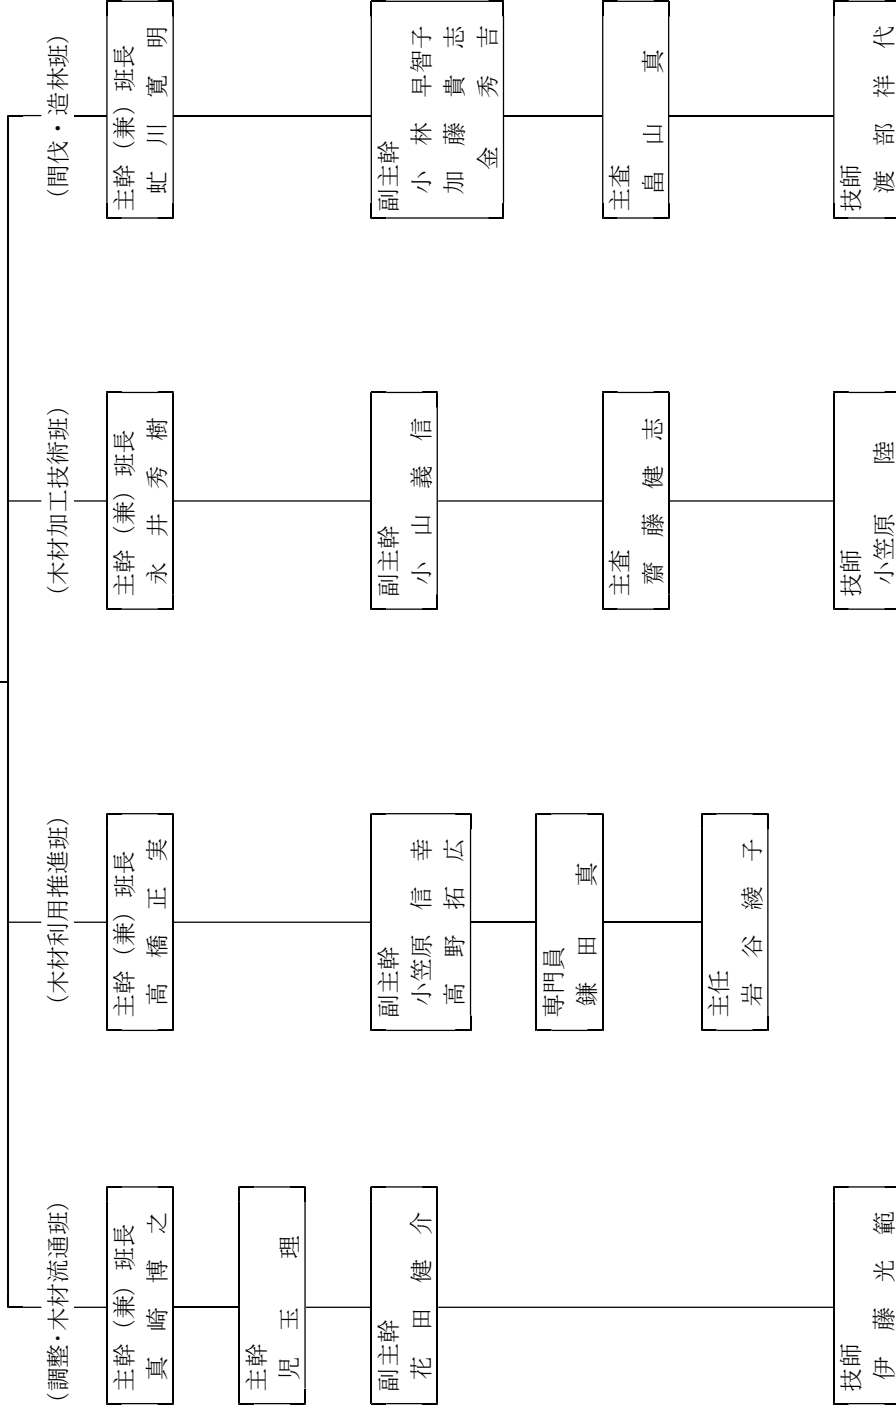 (調整・木材流通班)
主幹(兼)班長
真崎博之
主幹
児玉理
副主幹
花田健介
技師
伊藤光範
(木材利用推進班)
主幹(兼)班長
高橋正実
副主幹
小笠原信幸
高野拓広
専門員
鎌田真
主任
岩谷綾子
(木材加工技術班)
主幹(兼)班長
永井秀樹
副主幹
小山義信
主査
齋藤健志
技師
小笠原陸
(間伐・造林班)
主幹(兼)班長
虻川寛明
副主幹
小林早智子
加藤貴志
金秀吉
主査
畠山真
技師
渡部祥代